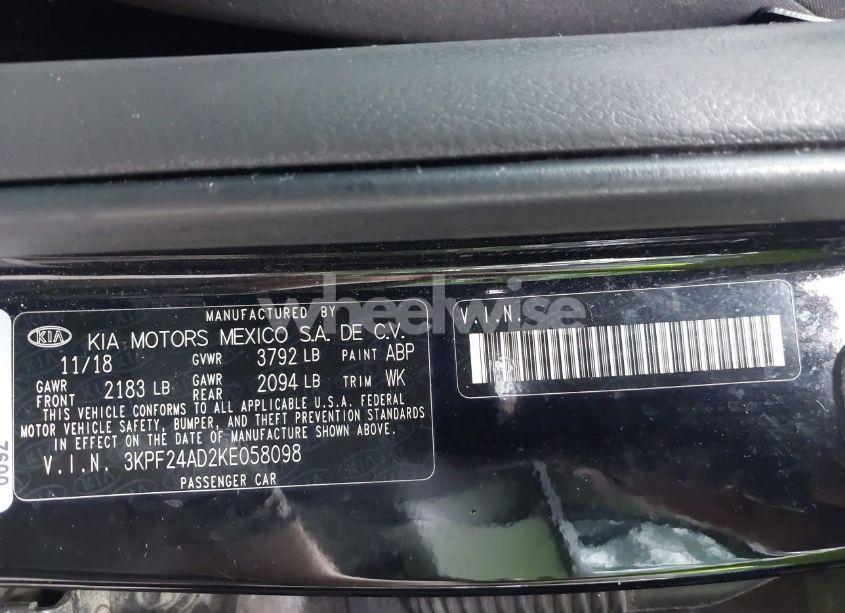 MANUFACTURED BY
KIA KIA MOTORS MEXICO S.A. DE C.V.
11/18 GVWR 3792 LB PAINT ABP
GAWR FRONT 2183 LB GAWR REAR 2094 LB TRIM WK
THIS VEHICLE CONFORMS TO ALL APPLICABLE U.S.A. FEDERAL
MOTOR VEHICLE SAFETY, BUMPER, AND THEFT PREVENTION STANDARDS
IN EFFECT ON THE DATE OF MANUFACTURE SHOWN ABOVE.
V.I.N. 3KPF24AD2KE058098
PASSENGER CAR
V.I.N.
wheelwise
0092